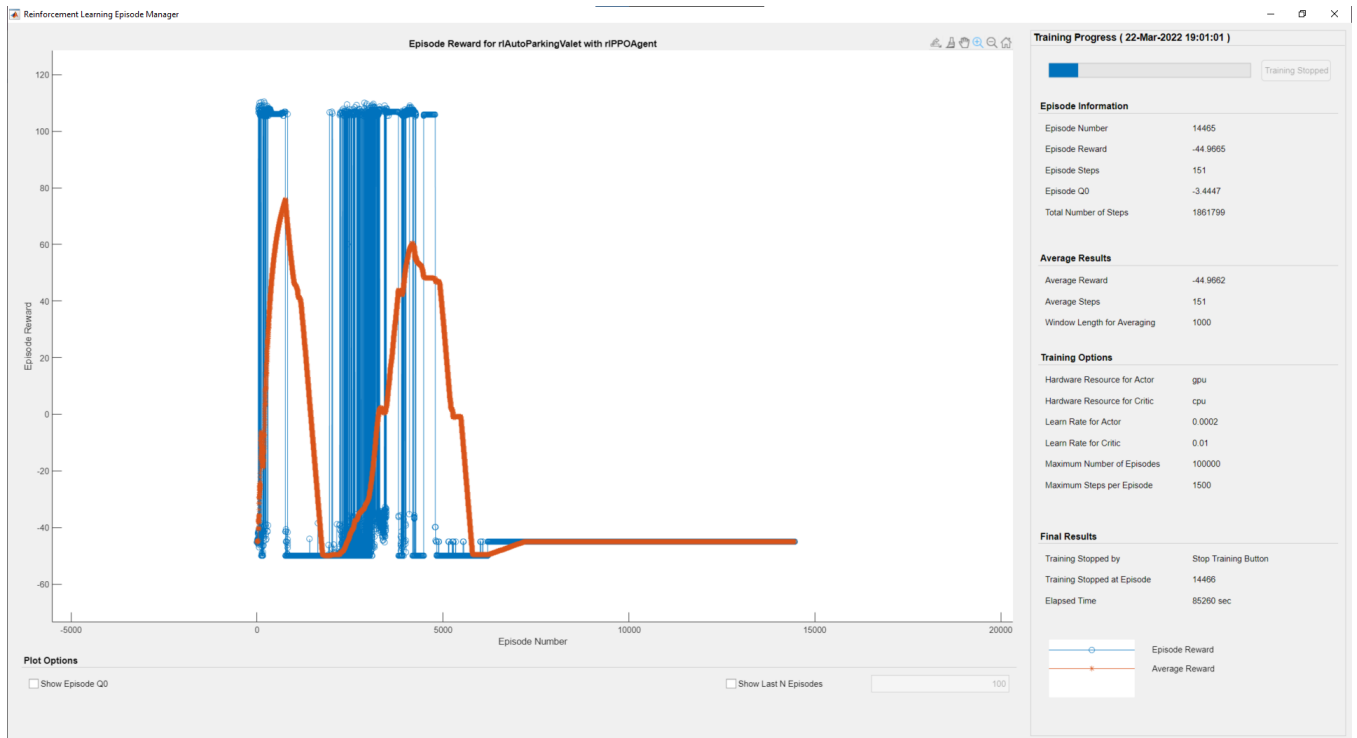 Reinforcement Learning Episode Manager
Episode Reward for rlAutoParkingValet with rlPPOAgent
120
100
80
60
40
20
0
-20
-40
-60
Episode Reward
-5000 0 5000 10000 15000 20000
Episode Number
Plot Options
Show Episode Q0
Show Last N Episodes 100
Training Progress ( 22-Mar-2022 19:01:01 )
Training Stopped
Episode Information
Episode Number 14465
Episode Reward -44.9665
Episode Steps 151
Episode Q0 -3.4447
Total Number of Steps 1861799
Average Results
Average Reward -44.9662
Average Steps 151
Window Length for Averaging 1000
Training Options
Hardware Resource for Actor gpu
Hardware Resource for Critic cpu
Learn Rate for Actor 0.0002
Learn Rate for Critic 0.01
Maximum Number of Episodes 100000
Maximum Steps per Episode 1500
Final Results
Training Stopped by Stop Training Button
Training Stopped at Episode 14466
Elapsed Time 85260 sec
Episode Reward
Average Reward